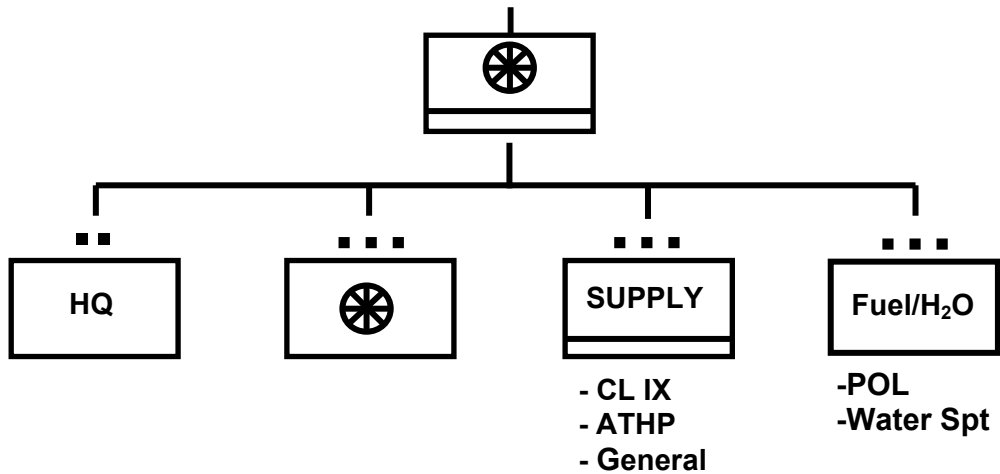 HQ
SUPPLY
Fuel/H₂O
- CL IX
- ATHP
- General
-POL
-Water Spt